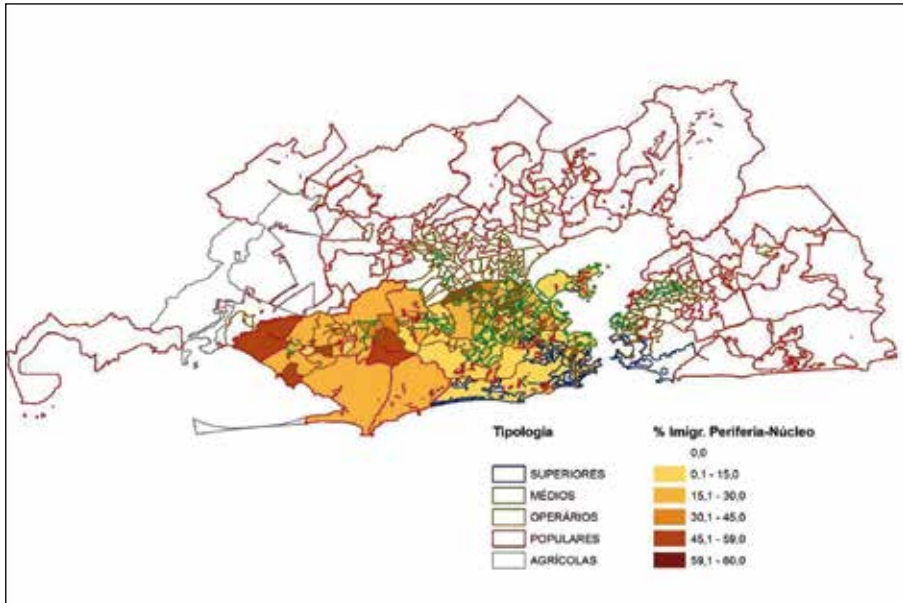 Tipologia
SUPERIORES
MÉDIOS
OPERÁRIOS
POPULARES
AGRÍCOLAS
% Imigr. Periferia-Núcleo
0,0
0,1 - 15,0
15,1 - 30,0
30,1 - 45,0
45,1 - 59,0
59,1 - 60,0